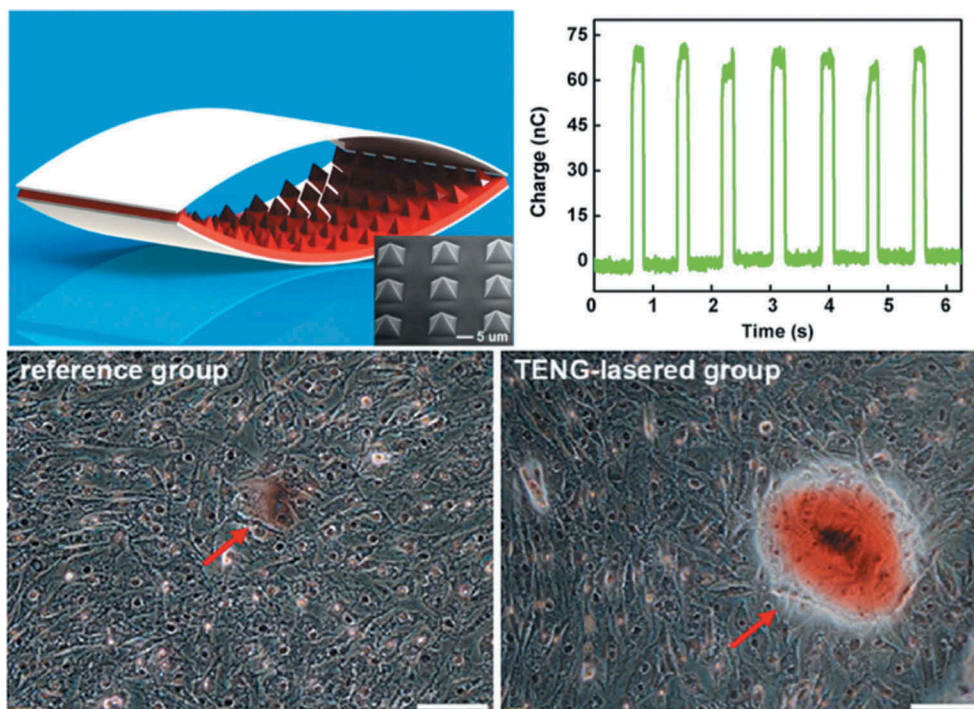 5 um
75
60
45
30
15
0
Charge (nC)
0 1 2 3 4 5 6
Time (s)
reference group
TENG-lasered group